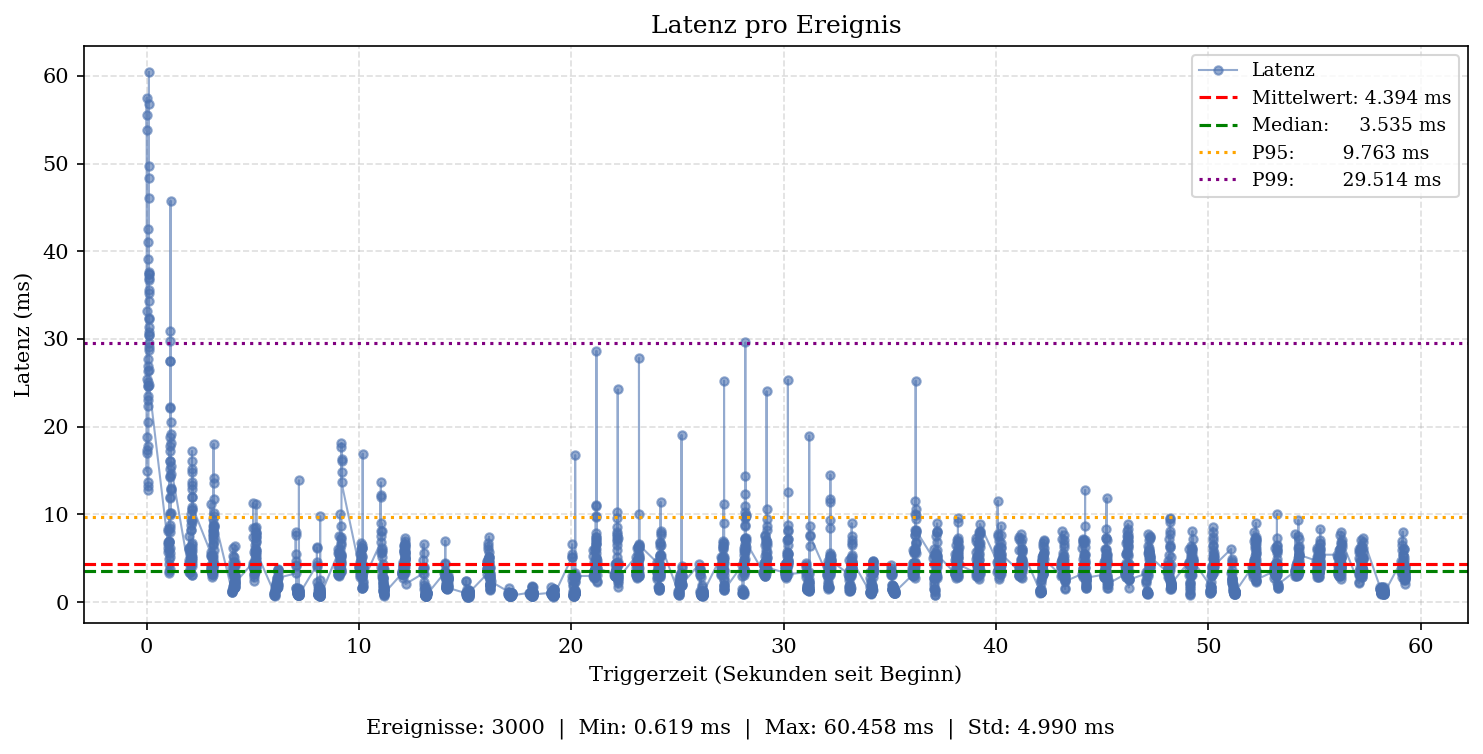 Latenz pro Ereignis
Latenz (ms)
60
50
40
30
20
10
0
Latenz
Mittelwert: 4.394 ms
Median: 3.535 ms
P95: 9.763 ms
P99: 29.514 ms
0 10 20 30 40 50 60
Triggerzeit (Sekunden seit Beginn)
Ereignisse: 3000 | Min: 0.619 ms | Max: 60.458 ms | Std: 4.990 ms